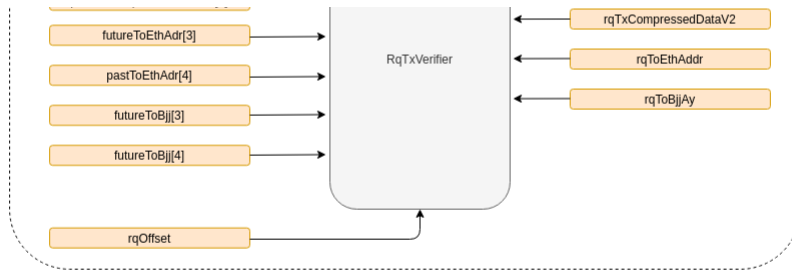 futureToEthAdr[3]
pastToEthAdr[4]
futureToBjj[3]
futureToBjj[4]
rqOffset
RqTxVerifier
rqTxCompressedDataV2
rqToEthAddr
rqToBjjAy